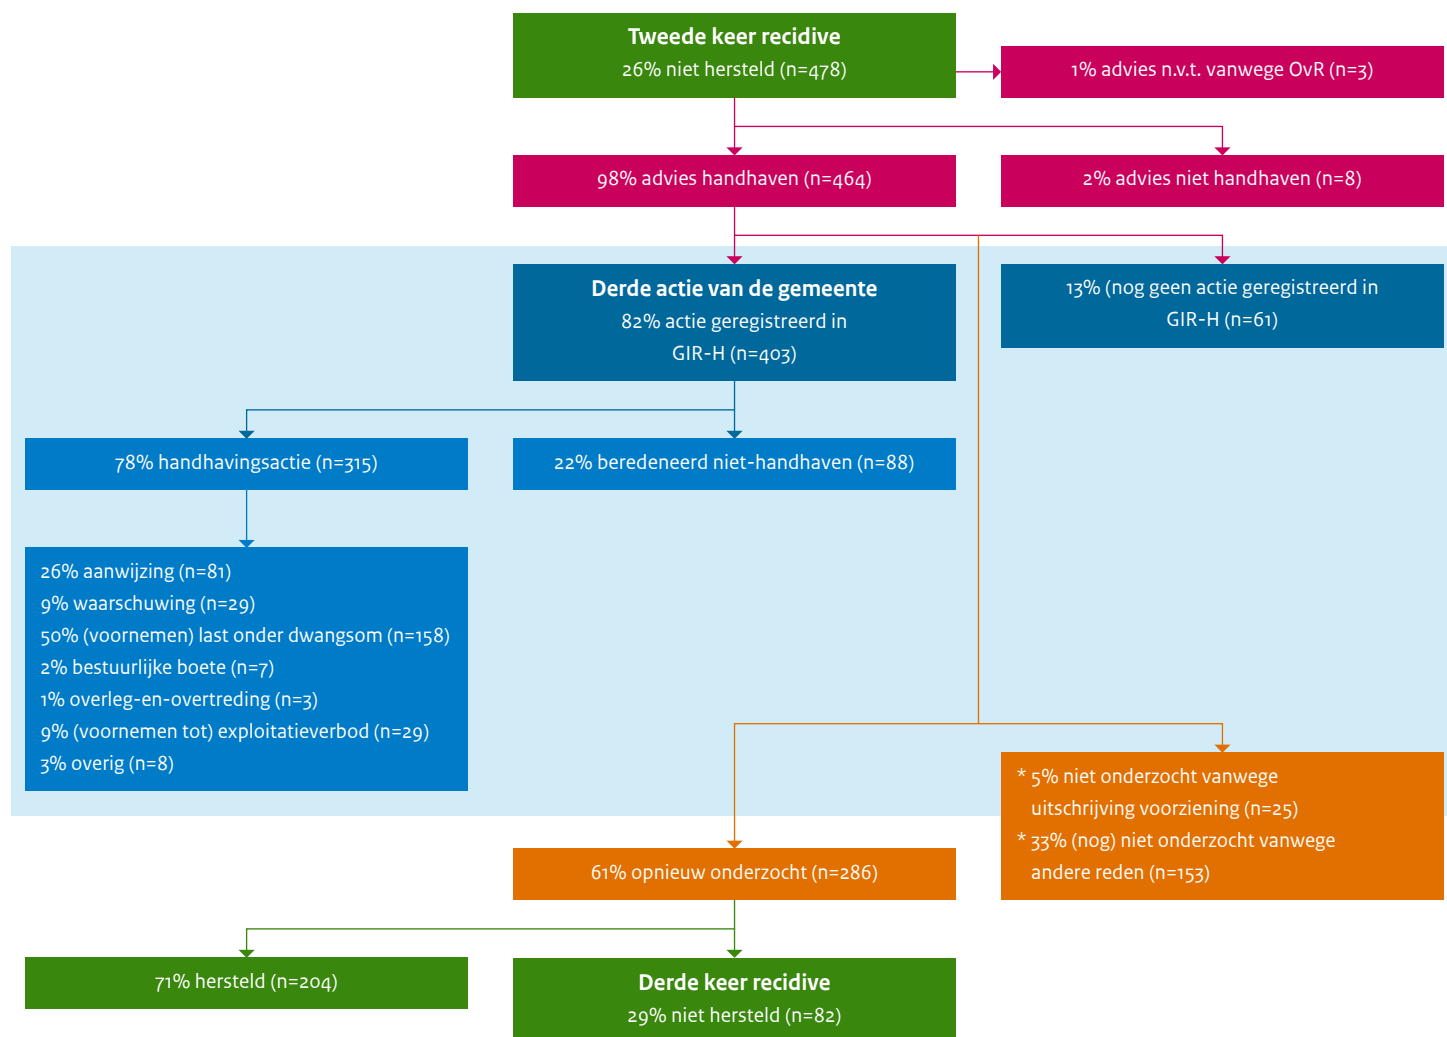 Tweede keer recidive
26% niet hersteld (n=478)
1% advies n.v.t. vanwege OvR (n=3)
98% advies handhaven (n=464)
2% advies niet handhaven (n=8)
Derde actie van de gemeente
82% actie geregistreerd in
GIR-H (n=403)
13% (nog geen actie geregistreerd in
GIR-H (n=61)
78% handhavingsactie (n=315)
22% beredeneerd niet-handhaven (n=88)
26% aanwijzing (n=81)
9% waarschuwing (n=29)
50% (voornemen) last onder dwangsom (n=158)
2% bestuurlijke boete (n=7)
1% overleg-en-overtreding (n=3)
9% (voornemen tot) exploitatieverbod (n=29)
3% overig (n=8)
* 5% niet onderzocht vanwege
uitschrijving voorziening (n=25)
* 33% (nog) niet onderzocht vanwege
andere reden (n=153)
61% opnieuw onderzocht (n=286)
71% hersteld (n=204)
Derde keer recidive
29% niet hersteld (n=82)